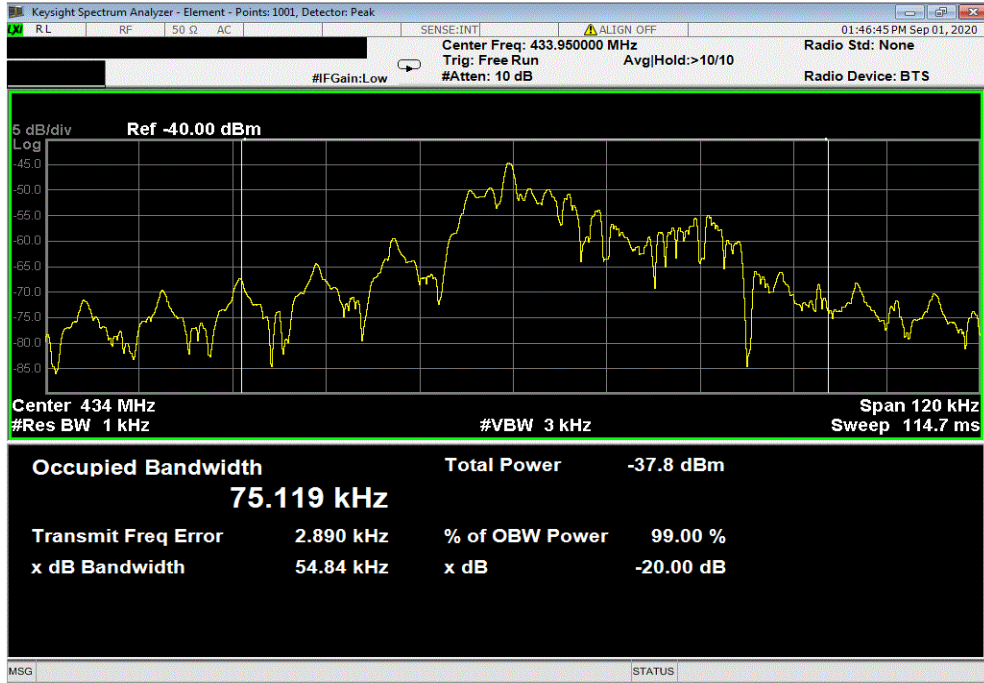 Keysight Spectrum Analyzer - Element - Points: 1001, Detector: Peak
LXI RL RF 50 Ω AC SENSE:INT ALIGN OFF 01:46:45 PM Sep 01, 2020
Center Freq: 433.950000 MHz Radio Std: None
Trig: Free Run Avg|Hold:>10/10
#IFGain:Low #Atten: 10 dB Radio Device: BTS
5 dB/div Ref -40.00 dBm
Log
-45.0
-50.0
-55.0
-60.0
-65.0
-70.0
-75.0
-80.0
-85.0
Center 434 MHz Span 120 kHz
#Res BW 1 kHz #VBW 3 kHz Sweep 114.7 ms
Occupied Bandwidth Total Power -37.8 dBm
75.119 kHz
Transmit Freq Error 2.890 kHz % of OBW Power 99.00 %
x dB Bandwidth 54.84 kHz x dB -20.00 dB
MSG STATUS